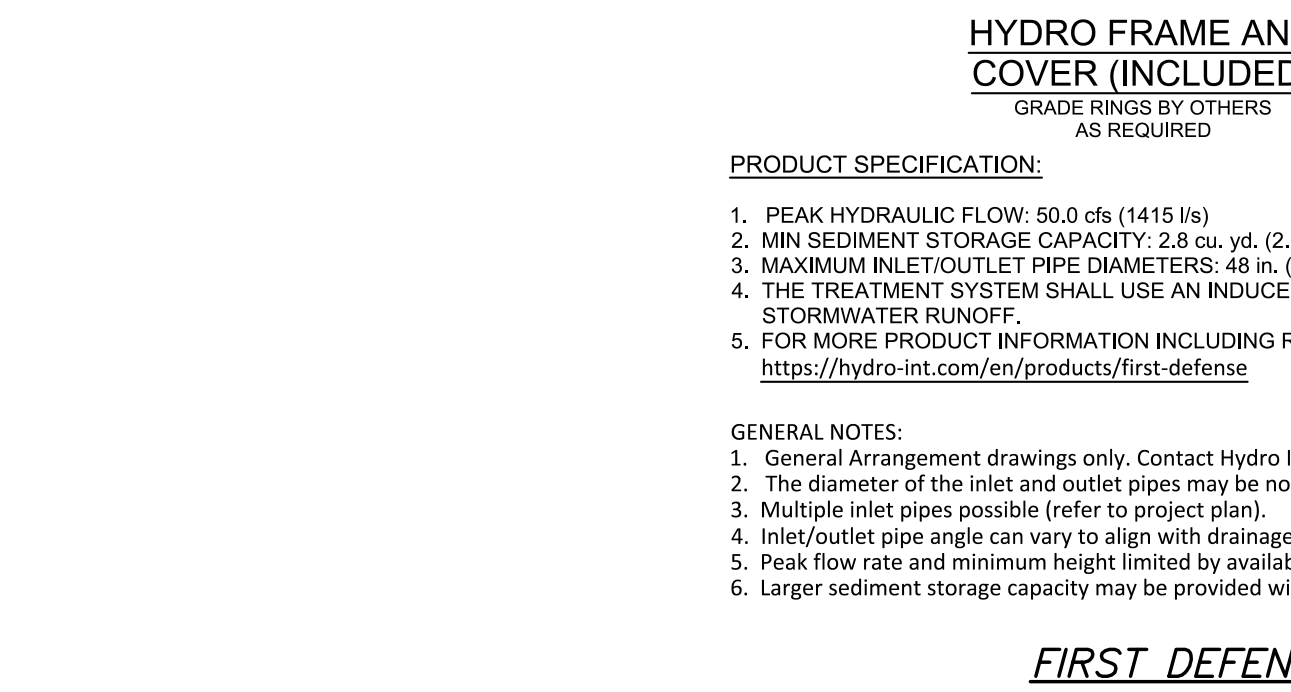 HYDRO FRAME AN
COVER (INCLUDED
GRADE RINGS BY OTHERS
AS REQUIRED
PRODUCT SPECIFICATION:
1. PEAK HYDRAULIC FLOW: 50.0 cfs (1415 l/s)
2. MIN SEDIMENT STORAGE CAPACITY: 2.8 cu. yd. (2.
3. MAXIMUM INLET/OUTLET PIPE DIAMETERS: 48 in. (
4. THE TREATMENT SYSTEM SHALL USE AN INDUCE
STORMWATER RUNOFF.
5. FOR MORE PRODUCT INFORMATION INCLUDING R
https://hydro-int.com/en/products/first-defense
GENERAL NOTES:
1. General Arrangement drawings only. Contact Hydro I
2. The diameter of the inlet and outlet pipes may be no
3. Multiple inlet pipes possible (refer to project plan).
4. Inlet/outlet pipe angle can vary to align with drainage
5. Peak flow rate and minimum height limited by availab
6. Larger sediment storage capacity may be provided wi
FIRST DEFEN